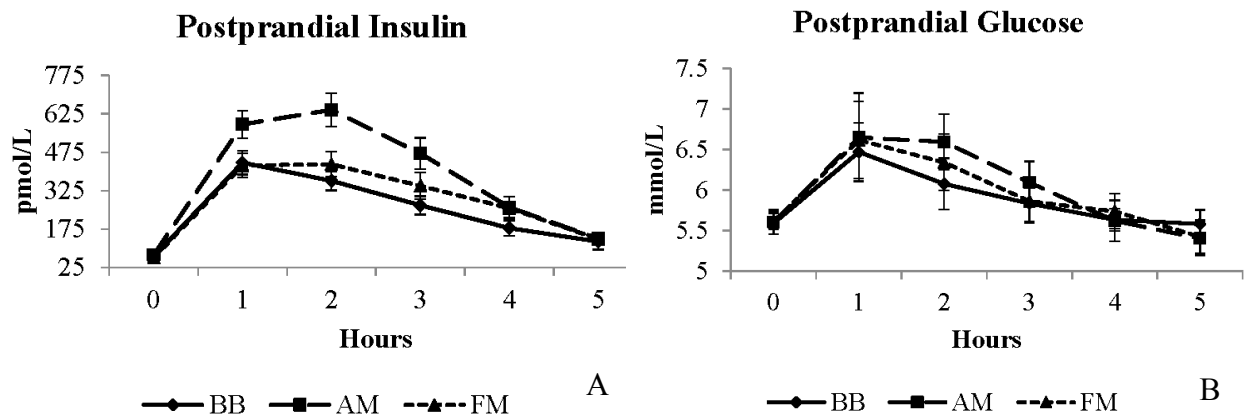 Postprandial Insulin
775
625
475
325
175
25
pmol/L
0 1 2 3 4 5
Hours
BB AM FM
A
Postprandial Glucose
7.5
7
6.5
6
5.5
5
mmol/L
0 1 2 3 4 5
Hours
BB AM FM
B